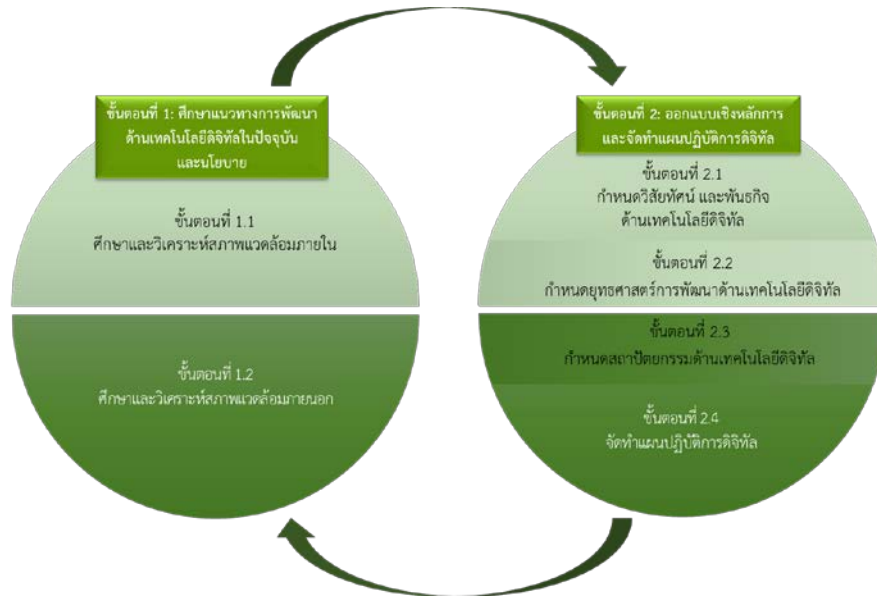 ขั้นตอนที่ 1: ศึกษาแนวทางการพัฒนา
ด้านเทคโนโลยีดิจิทัลในปัจจุบัน
และนโยบาย
ขั้นตอนที่ 1.1
ศึกษาและวิเคราะห์สภาพแวดล้อมภายใน
ขั้นตอนที่ 1.2
ศึกษาและวิเคราะห์สภาพแวดล้อมภายนอก
ขั้นตอนที่ 2: ออกแบบเชิงหลักการ
และจัดทำแผนปฏิบัติการดิจิทัล
ขั้นตอนที่ 2.1
กำหนดวิสัยทัศน์ และพันธกิจ
ด้านเทคโนโลยีดิจิทัล
ขั้นตอนที่ 2.2
กำหนดยุทธศาสตร์การพัฒนาด้านเทคโนโลยีดิจิทัล
ขั้นตอนที่ 2.3
กำหนดสถาปัตยกรรมด้านเทคโนโลยีดิจิทัล
ขั้นตอนที่ 2.4
จัดทำแผนปฏิบัติการดิจิทัล